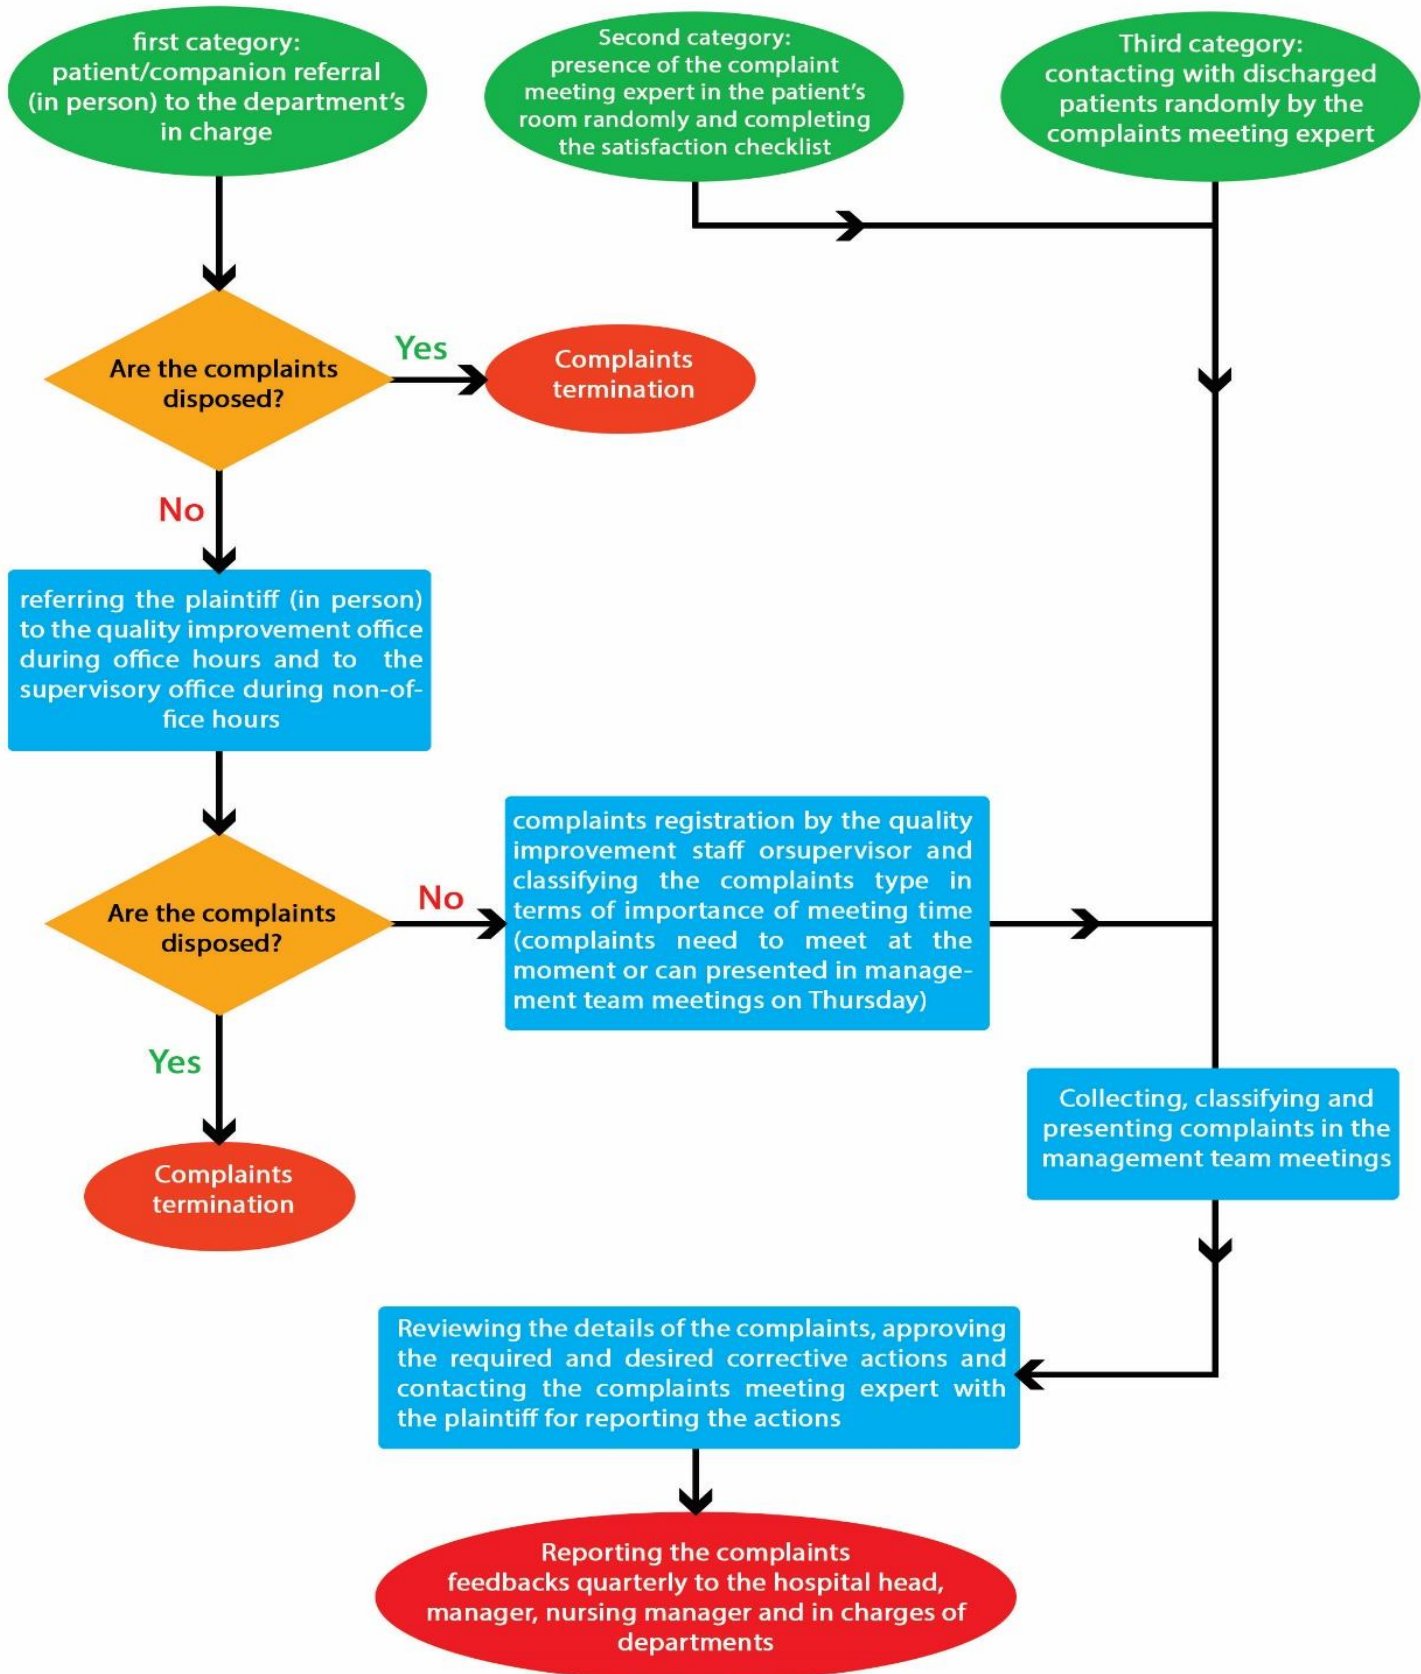 first category:
patient/companion referral
(in person) to the department's
in charge
Second category:
presence of the complaint
meeting expert in the patient's
room randomly and completing
the satisfaction checklist
Third category:
contacting with discharged
patients randomly by the
complaints meeting expert
Are the complaints
disposed?
Yes
Complaints
termination
No
referring the plaintiff (in person)
to the quality improvement office
during office hours and to the
supervisory office during non-of-
fice hours
Are the complaints
disposed?
No
complaints registration by the quality
improvement staff orsupervisor and
classifying the complaints type in
terms of importance of meeting time
(complaints need to meet at the
moment or can presented in manage-
ment team meetings on Thursday)
Yes
Complaints
termination
Collecting, classifying and
presenting complaints in the
management team meetings
Reviewing the details of the complaints, approving
the required and desired corrective actions and
contacting the complaints meeting expert with
the plaintiff for reporting the actions
Reporting the complaints
feedbacks quarterly to the hospital head,
manager, nursing manager and in charges of
departments